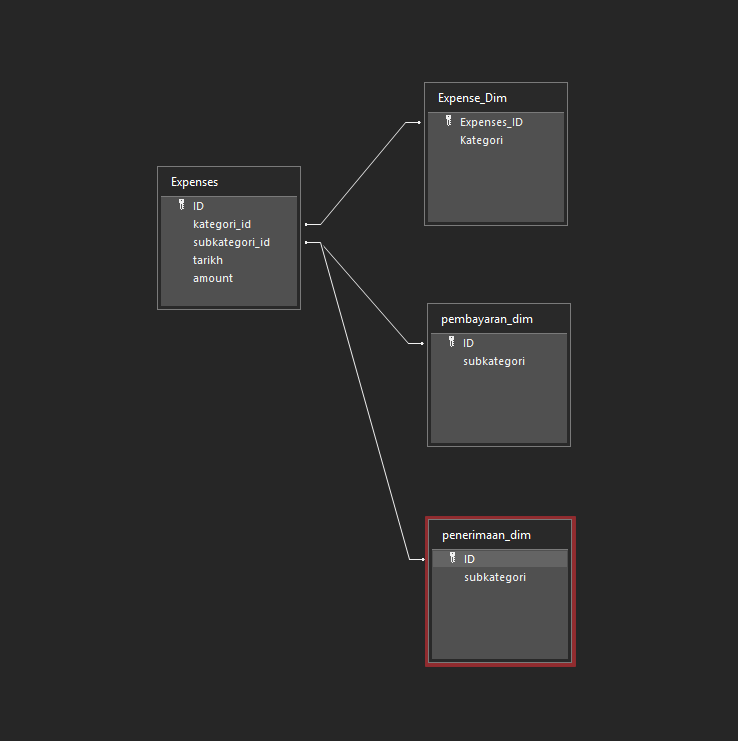 Expense_Dim
Expenses_ID
Kategori
Expenses
ID
kategori_id
subkategori_id
tarikh
amount
pembayaran_dim
ID
subkategori
penerimaan_dim
ID
subkategori